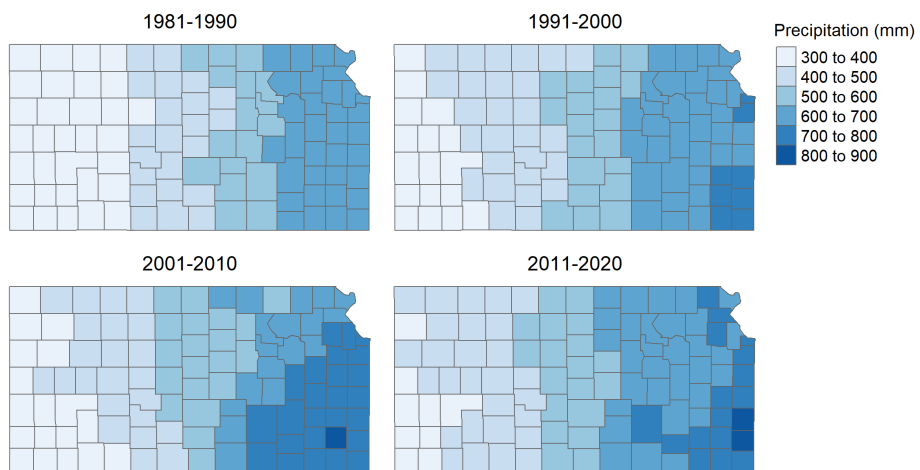 1981-1990
1991-2000
Precipitation (mm)
300 to 400
400 to 500
500 to 600
600 to 700
700 to 800
800 to 900
2001-2010
2011-2020